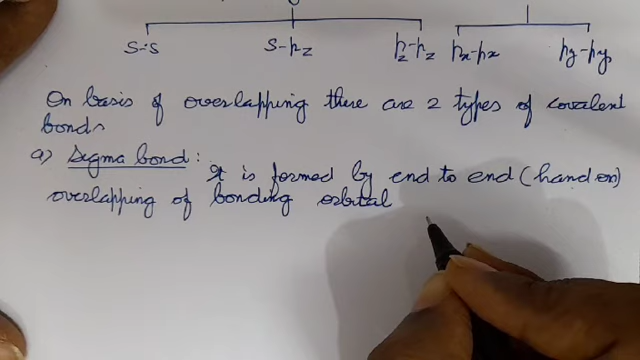 s-s s-pz pz-pz px-px py-py
On basis of overlapping there are 2 types of covalent
bonds
a) Sigma bond: It is formed by end to end (hand on)
overlapping of bonding orbital